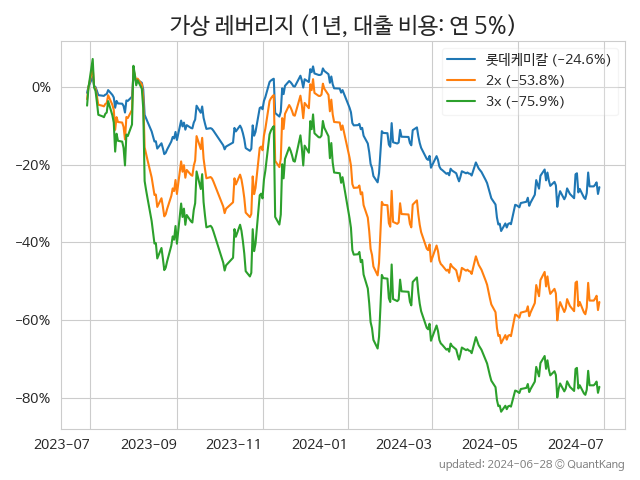 가상 레버리지 (1년, 대출 비용: 연 5%)
롯데케미칼 (−24.6%)
2x (−53.8%)
3x (−75.9%)
0%
−20%
−40%
−60%
−80%
2023-07 2023-09 2023-11 2024-01 2024-03 2024-05 2024-07
updated: 2024-06-28 © QuantKang